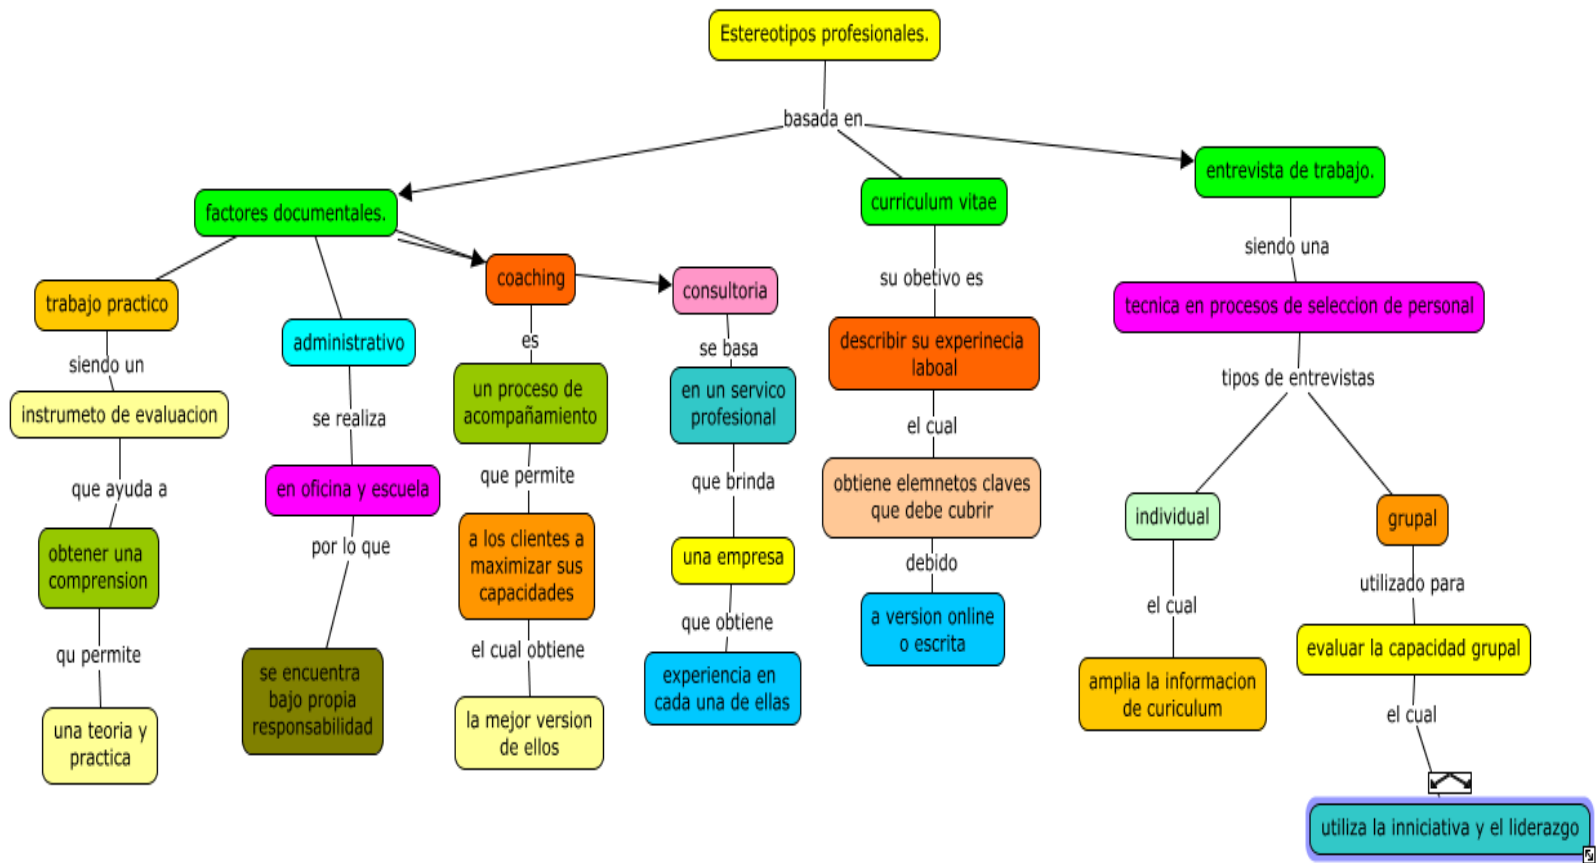 Estereotipos profesionales.
basada en
factores documentales.
trabajo practico
siendo un
instrumeto de evaluacion
que ayuda a
obtener una
comprension
qu permite
una teoria y
practica
administrativo
se realiza
en oficina y escuela
por lo que
se encuentra
bajo propia
responsabilidad
coaching
es
un proceso de
acompañamiento
que permite
a los clientes a
maximizar sus
capacidades
el cual obtiene
la mejor version
de ellos
consultoria
se basa
en un servico
profesional
que brinda
una empresa
que obtiene
experiencia en
cada una de ellas
curriculum vitae
su obetivo es
describir su experinecia
laboal
el cual
obtiene elemnetos claves
que debe cubrir
debido
a version online
o escrita
entrevista de trabajo.
siendo una
tecnica en procesos de seleccion de personal
tipos de entrevistas
individual
el cual
amplia la informacion
de curiculum
grupal
utilizado para
evaluar la capacidad grupal
el cual
utiliza la inniciativa y el liderazgo